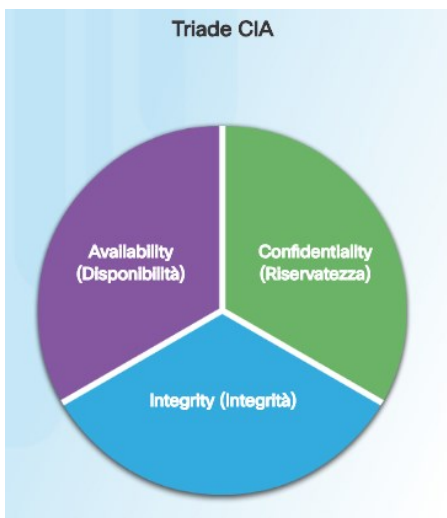 Triade CIA
Availability
(Disponibilità)
Confidentiality
(Riservatezza)
Integrity (Integrità)